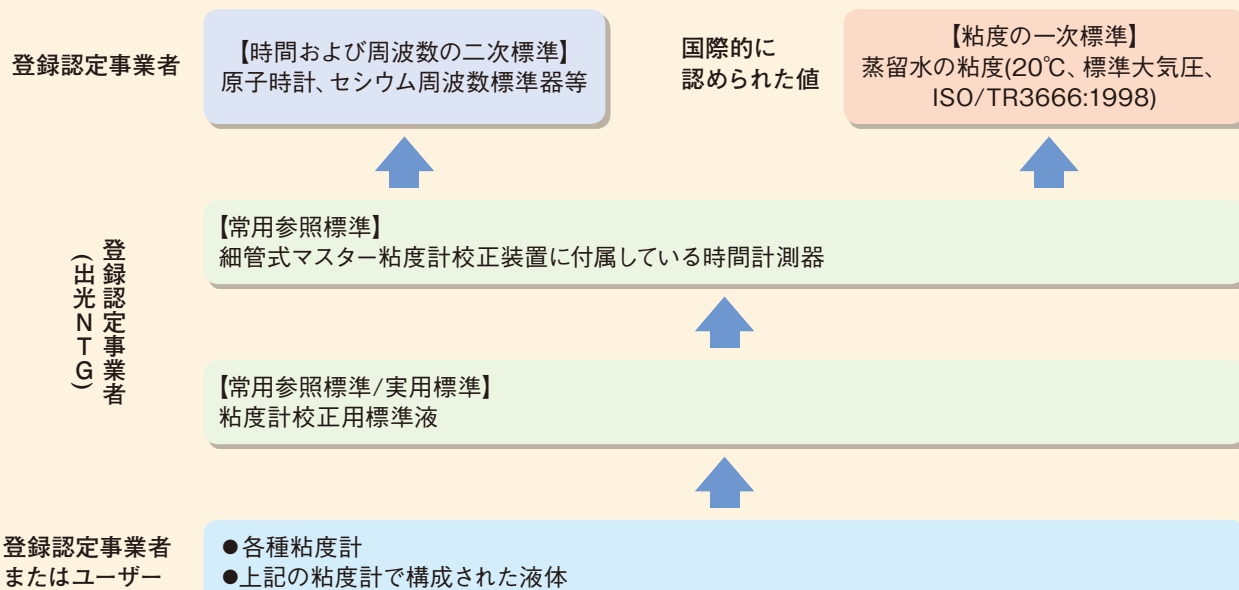 登録認定事業者
【時間および周波数の二次標準】
原子時計、セシウム周波数標準器等
国際的に
認められた値
【粘度の一次標準】
蒸留水の粘度(20℃、標準大気圧、
ISO/TR3666:1998)
登録認定事業者
(出光NTG)
【常用参照標準】
細管式マスター粘度計校正装置に付属している時間計測器
【常用参照標準/実用標準】
粘度計校正用標準液
登録認定事業者
またはユーザー
●各種粘度計
●上記の粘度計で構成された液体